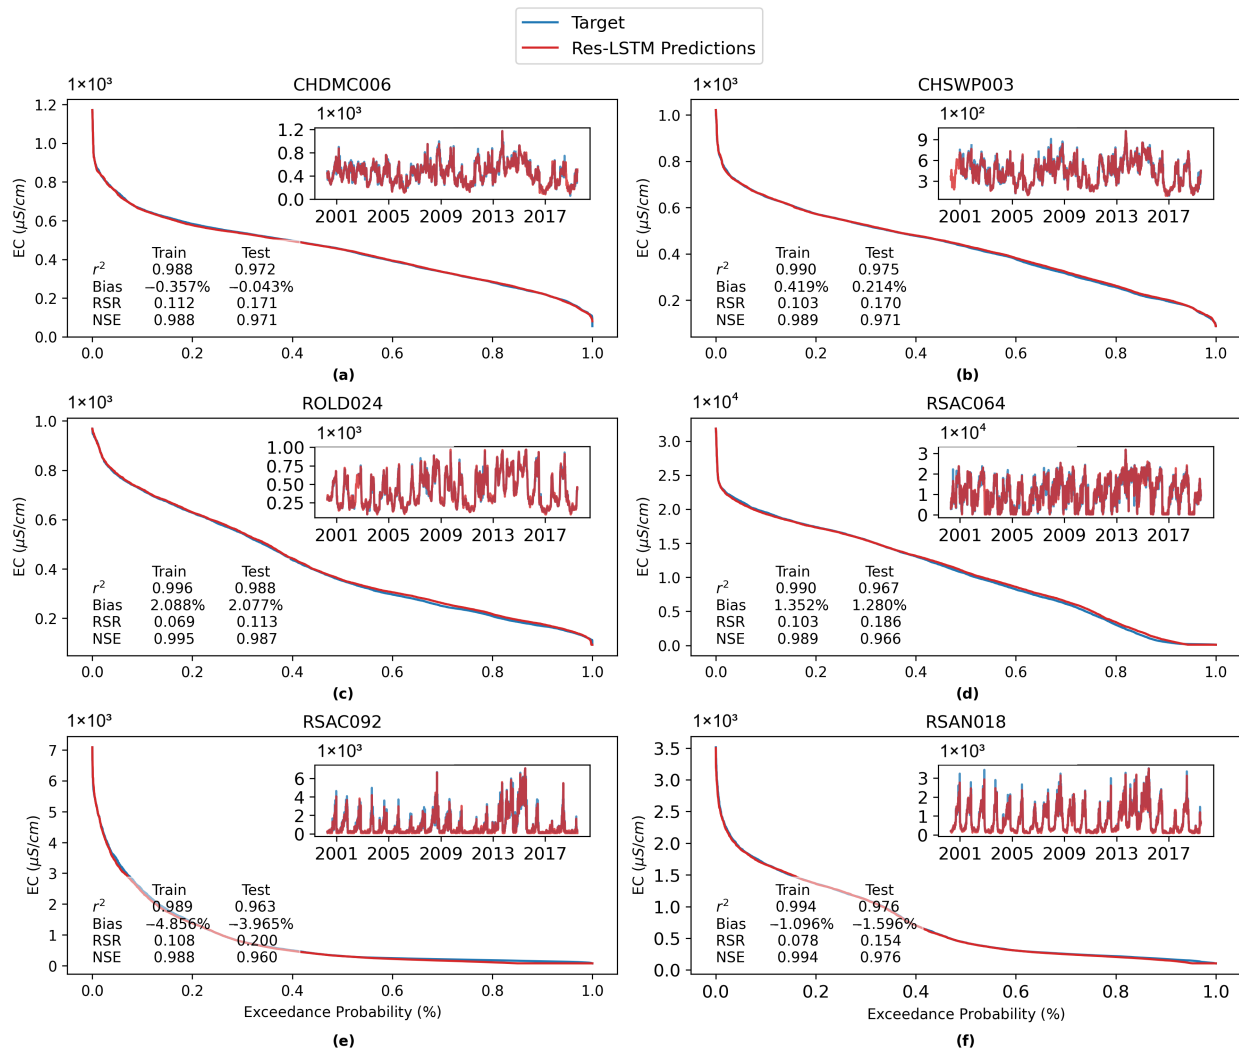 Target
Res-LSTM Predictions
CHDMC006
1×10³
EC (μS/cm)
1.2
1.0
0.8
0.6
0.4
0.2
0.0
1×10³
1.2
0.8
0.4
0.0
2001 2005 2009 2013 2017
Train Test
r² 0.988 0.972
Bias −0.357% −0.043%
RSR 0.112 0.171
NSE 0.988 0.971
0.0 0.2 0.4 0.6 0.8 1.0
(a)
CHSWP003
1×10³
EC (μS/cm)
1.0
0.8
0.6
0.4
0.2
1×10²
9
6
3
2001 2005 2009 2013 2017
Train Test
r² 0.990 0.975
Bias 0.419% 0.214%
RSR 0.103 0.170
NSE 0.989 0.971
0.0 0.2 0.4 0.6 0.8 1.0
(b)
ROLD024
1×10³
EC (μS/cm)
1.0
0.8
0.6
0.4
0.2
1×10³
1.00
0.75
0.50
0.25
2001 2005 2009 2013 2017
Train Test
r² 0.996 0.988
Bias 2.088% 2.077%
RSR 0.069 0.113
NSE 0.995 0.987
0.0 0.2 0.4 0.6 0.8 1.0
(c)
RSAC064
1×10⁴
EC (μS/cm)
3.0
2.5
2.0
1.5
1.0
0.5
0.0
1×10⁴
3
2
1
0
2001 2005 2009 2013 2017
Train Test
r² 0.990 0.967
Bias 1.352% 1.280%
RSR 0.103 0.186
NSE 0.989 0.966
0.0 0.2 0.4 0.6 0.8 1.0
(d)
RSAC092
1×10³
EC (μS/cm)
7
6
5
4
3
2
1
0
1×10³
6
4
2
0
2001 2005 2009 2013 2017
Train Test
r² 0.989 0.963
Bias −4.856% −3.965%
RSR 0.108 0.200
NSE 0.988 0.960
0.0 0.2 0.4 0.6 0.8 1.0
Exceedance Probability (%)
(e)
RSAN018
1×10³
EC (μS/cm)
3.5
3.0
2.5
2.0
1.5
1.0
0.5
0.0
1×10³
3
2
1
0
2001 2005 2009 2013 2017
Train Test
r² 0.994 0.976
Bias −1.096% −1.596%
RSR 0.078 0.154
NSE 0.994 0.976
0.0 0.2 0.4 0.6 0.8 1.0
Exceedance Probability (%)
(f)